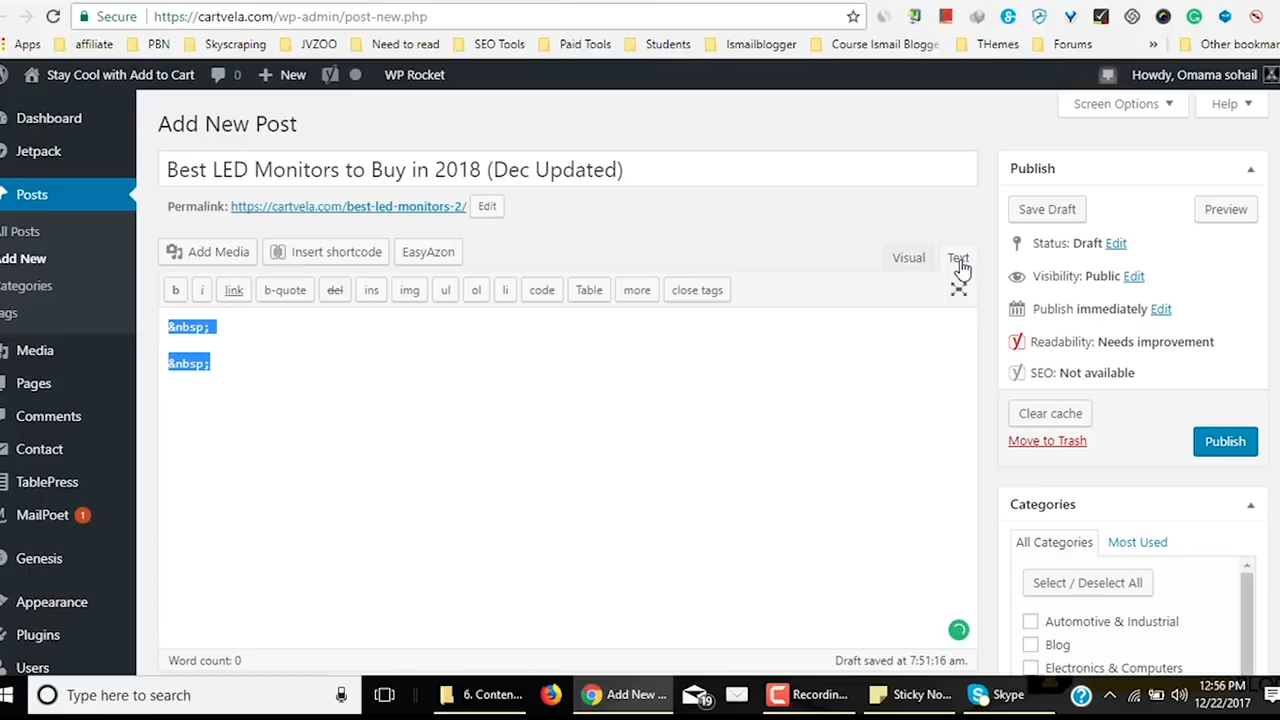 Secure https://cartvela.com/wp-admin/post-new.php
Apps affiliate PBN Skyscraping JVZOO Need to read SEO Tools Paid Tools Students Ismailblogger Course Ismail Blogge THemes Forums » Other bookmar
Stay Cool with Add to Cart 0 New WP Rocket Howdy, Omama sohail
Screen Options Help
Dashboard
Jetpack
Posts
All Posts
Add New
Categories
ags
Media
Pages
Comments
Contact
TablePress
MailPoet 1
Genesis
Appearance
Plugins
Users
Add New Post
Best LED Monitors to Buy in 2018 (Dec Updated)
Permalink: https://cartvela.com/best-led-monitors-2/ Edit
Add Media Insert shortcode EasyAzon Visual Text
b i link b-quote del ins img ul ol li code Table more close tags
&nbsp;
&nbsp;
Word count: 0 Draft saved at 7:51:16 am.
Publish
Save Draft Preview
Status: Draft Edit
Visibility: Public Edit
Publish immediately Edit
Readability: Needs improvement
SEO: Not available
Clear cache
Move to Trash Publish
Categories
All Categories Most Used
Select / Deselect All
Automotive & Industrial
Blog
Electronics & Computers
Type here to search 6. Conten... Add New ... 19 Recordin... Sticky No... Skype 12:56 PM
12/22/2017